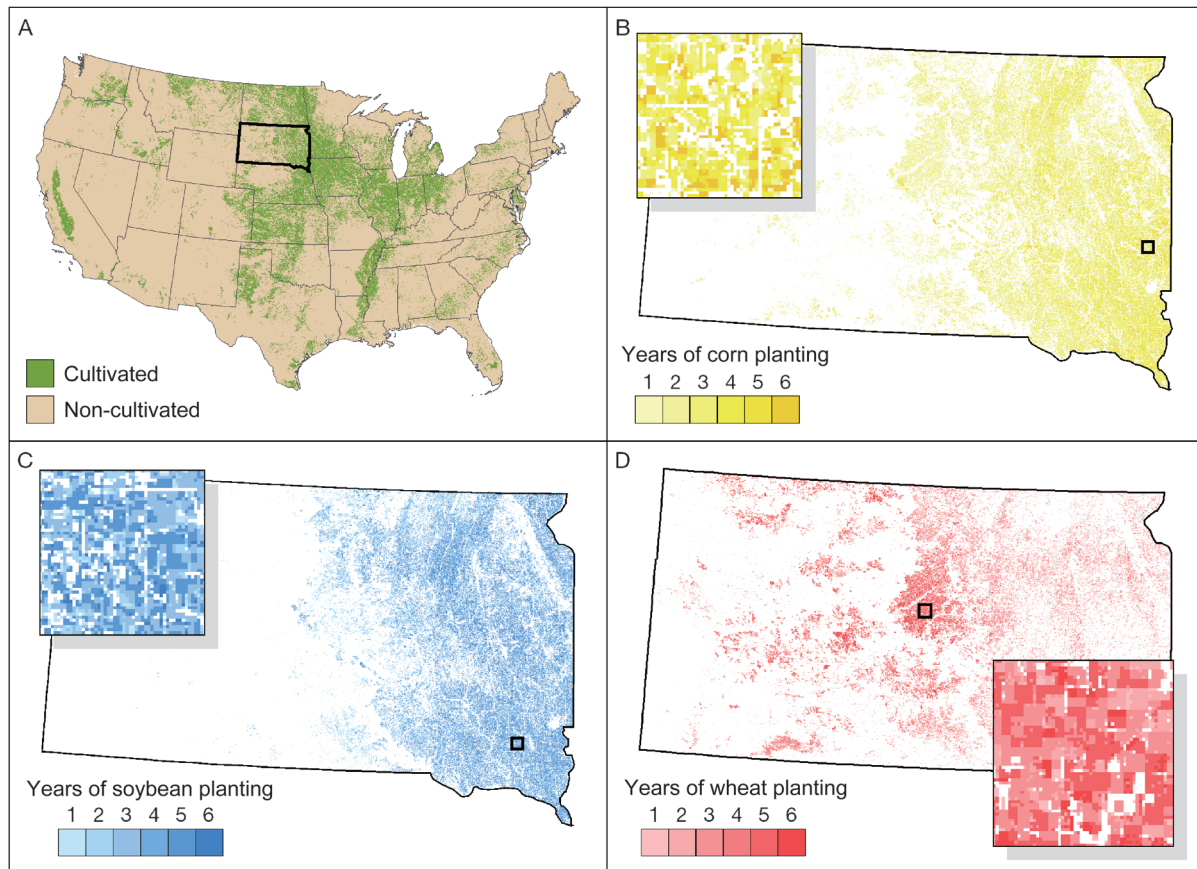 A
Cultivated
Non-cultivated
B
Years of corn planting
1 2 3 4 5 6
C
Years of soybean planting
1 2 3 4 5 6
D
Years of wheat planting
1 2 3 4 5 6